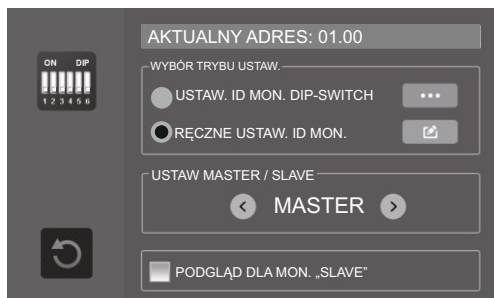 AKTUALNY ADRES: 01.00
ON DIP
1 2 3 4 5 6
WYBÓR TRYBU USTAW.
USTAW. ID MON. DIP-SWITCH
RĘCZNE USTAW. ID MON.
USTAW MASTER / SLAVE
MASTER
PODGLĄD DLA MON. „SLAVE”